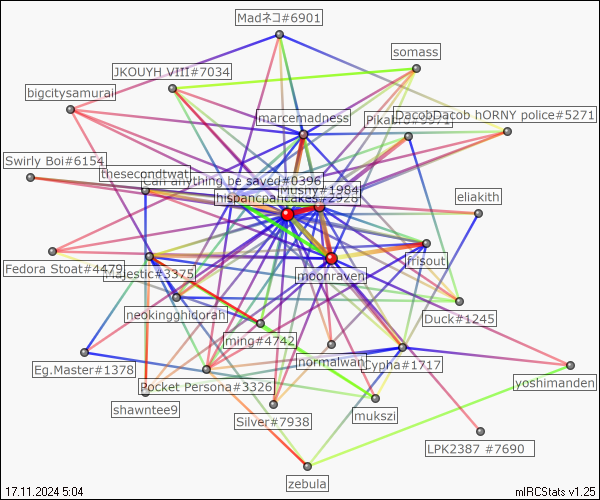 Madネコ#6901
somass
JKOUYH VIII#7034
bigcitysamurai
marcemadness
DacobDacob hORNY police#5271
Swirly Boi#6154
thesecondtwat
Can anything be saved#0396
Mushy#1984
hispancpancakes#2928
eliakith
Fedora Stoat#4479
Majestic#3375
moonraven
frisout
neokingghidorah
Duck#1245
ming#4742
normalwan
Cypha#1717
Eg.Master#1378
Pocket Persona#3326
yoshimanden
shawntee9
Silver#7938
mukszi
LPK2387 #7690
zebula
17.11.2024 5:04
mIRCStats v1.25